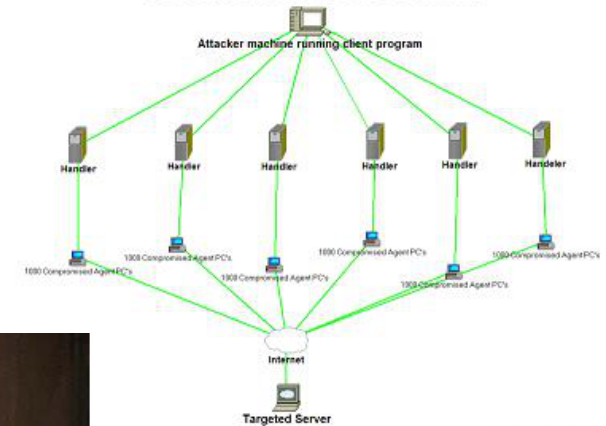 Attacker machine running client program
Handler Handler Handler Handler Handler Handeler
1000 Compromised Agent PC's
1000 Compromised Agent PC's
1000 Compromised Agent PC's
1000 Compromised Agent PC's
1000 Compromised Agent PC's
1000 Compromised Agent PC's
Internet
Targeted Server